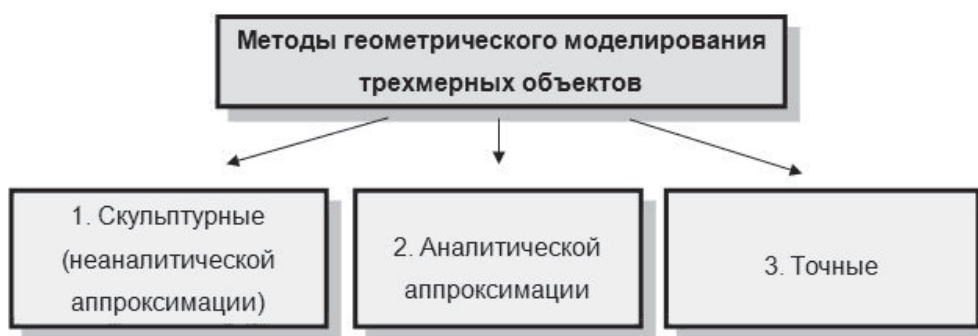 Методы геометрического моделирования
трехмерных объектов
1. Скульптурные
(неаналитической
аппроксимации)
2. Аналитической
аппроксимации
3. Точные